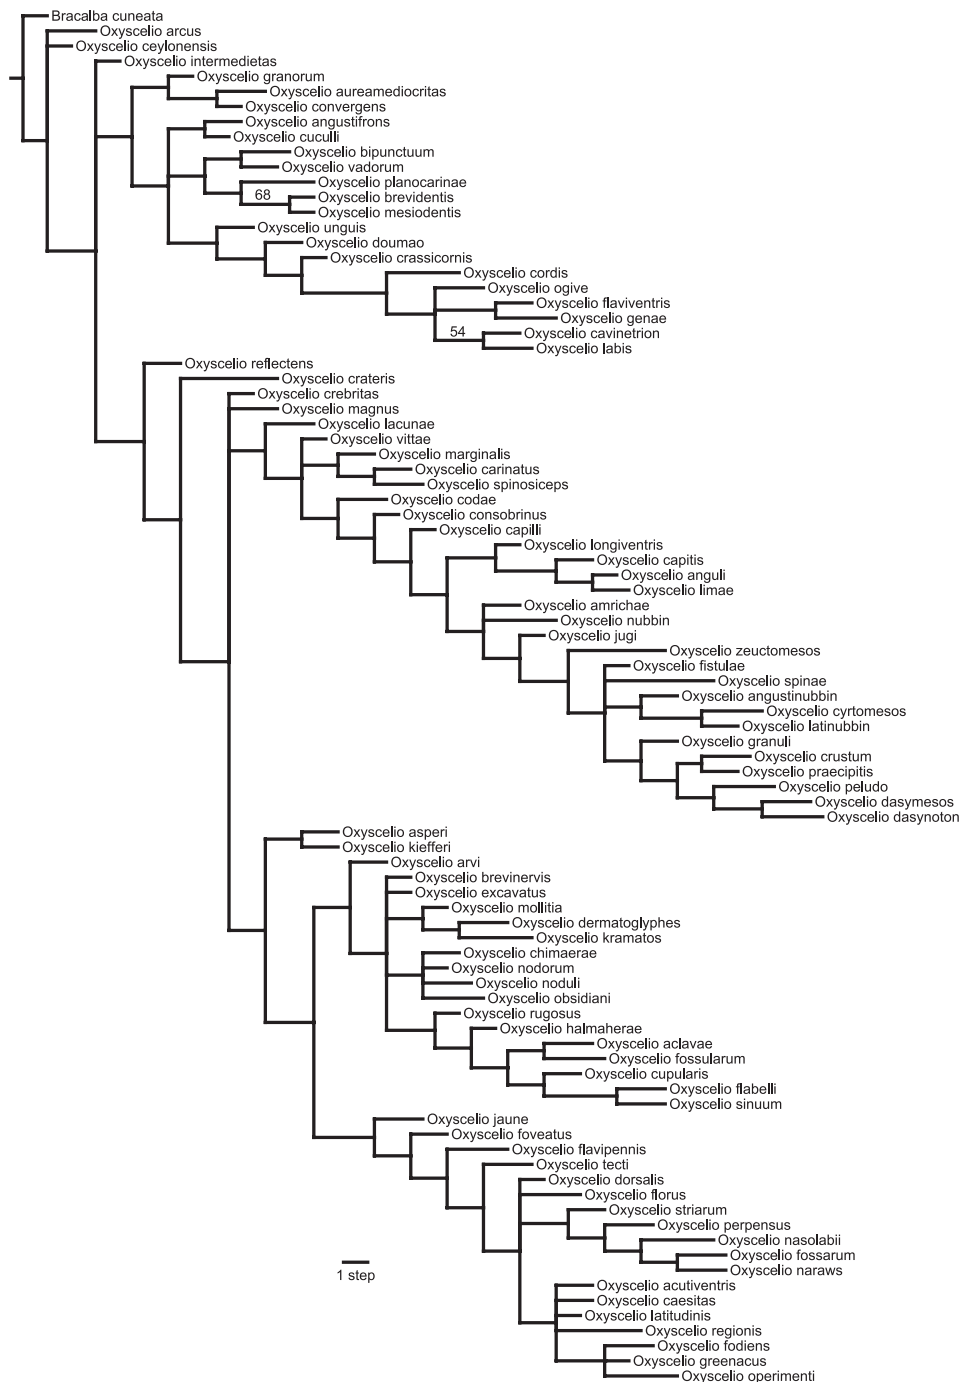 Bracalba cuneata
Oxyscelio arcus
Oxyscelio ceylonensis
Oxyscelio intermedietas
Oxyscelio granorum
Oxyscelio aureamediocritas
Oxyscelio convergens
Oxyscelio angustifrons
Oxyscelio cuculli
Oxyscelio bipunctuum
Oxyscelio vadorum
Oxyscelio planocarinae
68
Oxyscelio brevidentis
Oxyscelio mesiodentis
Oxyscelio unguis
Oxyscelio doumao
Oxyscelio crassicornis
Oxyscelio cordis
Oxyscelio ogive
Oxyscelio flaviventris
Oxyscelio genae
54
Oxyscelio cavinetrion
Oxyscelio labis
Oxyscelio reflectens
Oxyscelio crateris
Oxyscelio crebritas
Oxyscelio magnus
Oxyscelio lacunae
Oxyscelio vittae
Oxyscelio marginalis
Oxyscelio carinatus
Oxyscelio spinosiceps
Oxyscelio codae
Oxyscelio consobrinus
Oxyscelio capilli
Oxyscelio longiventris
Oxyscelio capitis
Oxyscelio anguli
Oxyscelio limae
Oxyscelio amrichae
Oxyscelio nubbin
Oxyscelio jugi
Oxyscelio zeuctomesos
Oxyscelio fistulae
Oxyscelio spinae
Oxyscelio angustinubbin
Oxyscelio cyrtomesos
Oxyscelio latinubbin
Oxyscelio granuli
Oxyscelio crustum
Oxyscelio praecipitis
Oxyscelio peludo
Oxyscelio dasymesos
Oxyscelio dasynoton
Oxyscelio asperi
Oxyscelio kiefferi
Oxyscelio arvi
Oxyscelio brevinervis
Oxyscelio excavatus
Oxyscelio mollitia
Oxyscelio dermatoglyphes
Oxyscelio kramatos
Oxyscelio chimaerae
Oxyscelio nodorum
Oxyscelio noduli
Oxyscelio obsidiani
Oxyscelio rugosus
Oxyscelio halmaherae
Oxyscelio aclavae
Oxyscelio fossularum
Oxyscelio cupularis
Oxyscelio flabelli
Oxyscelio sinuum
Oxyscelio jaune
Oxyscelio foveatus
Oxyscelio flavipennis
Oxyscelio tecti
Oxyscelio dorsalis
Oxyscelio florus
Oxyscelio striarum
Oxyscelio perpensus
Oxyscelio nasolabii
Oxyscelio fossarum
Oxyscelio naraws
1 step
Oxyscelio acutiventris
Oxyscelio caesitas
Oxyscelio latitudinis
Oxyscelio regionis
Oxyscelio fodiens
Oxyscelio greenacus
Oxyscelio operimenti